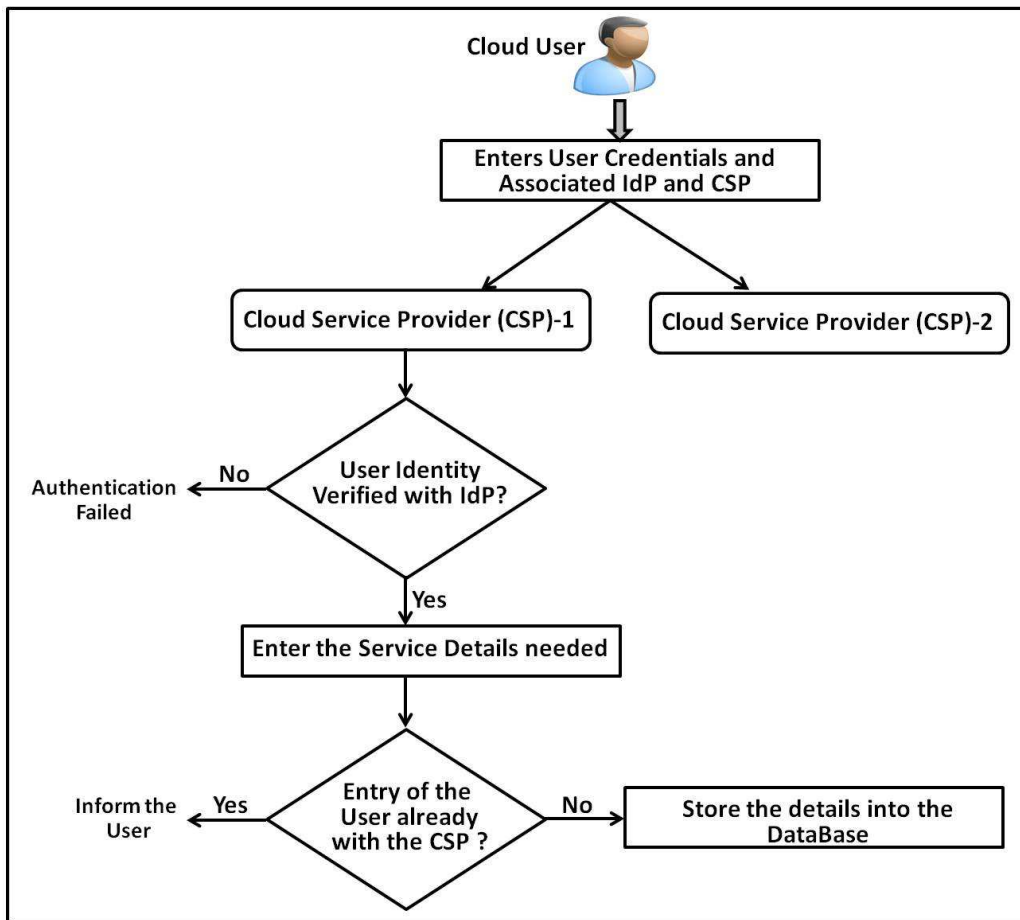 Cloud User
Enters User Credentials and
Associated IdP and CSP
Cloud Service Provider (CSP)-1
Cloud Service Provider (CSP)-2
User Identity
Verified with IdP?
No
Authentication
Failed
Yes
Enter the Service Details needed
Entry of the
User already
with the CSP ?
Yes
Inform the
User
No
Store the details into the
DataBase